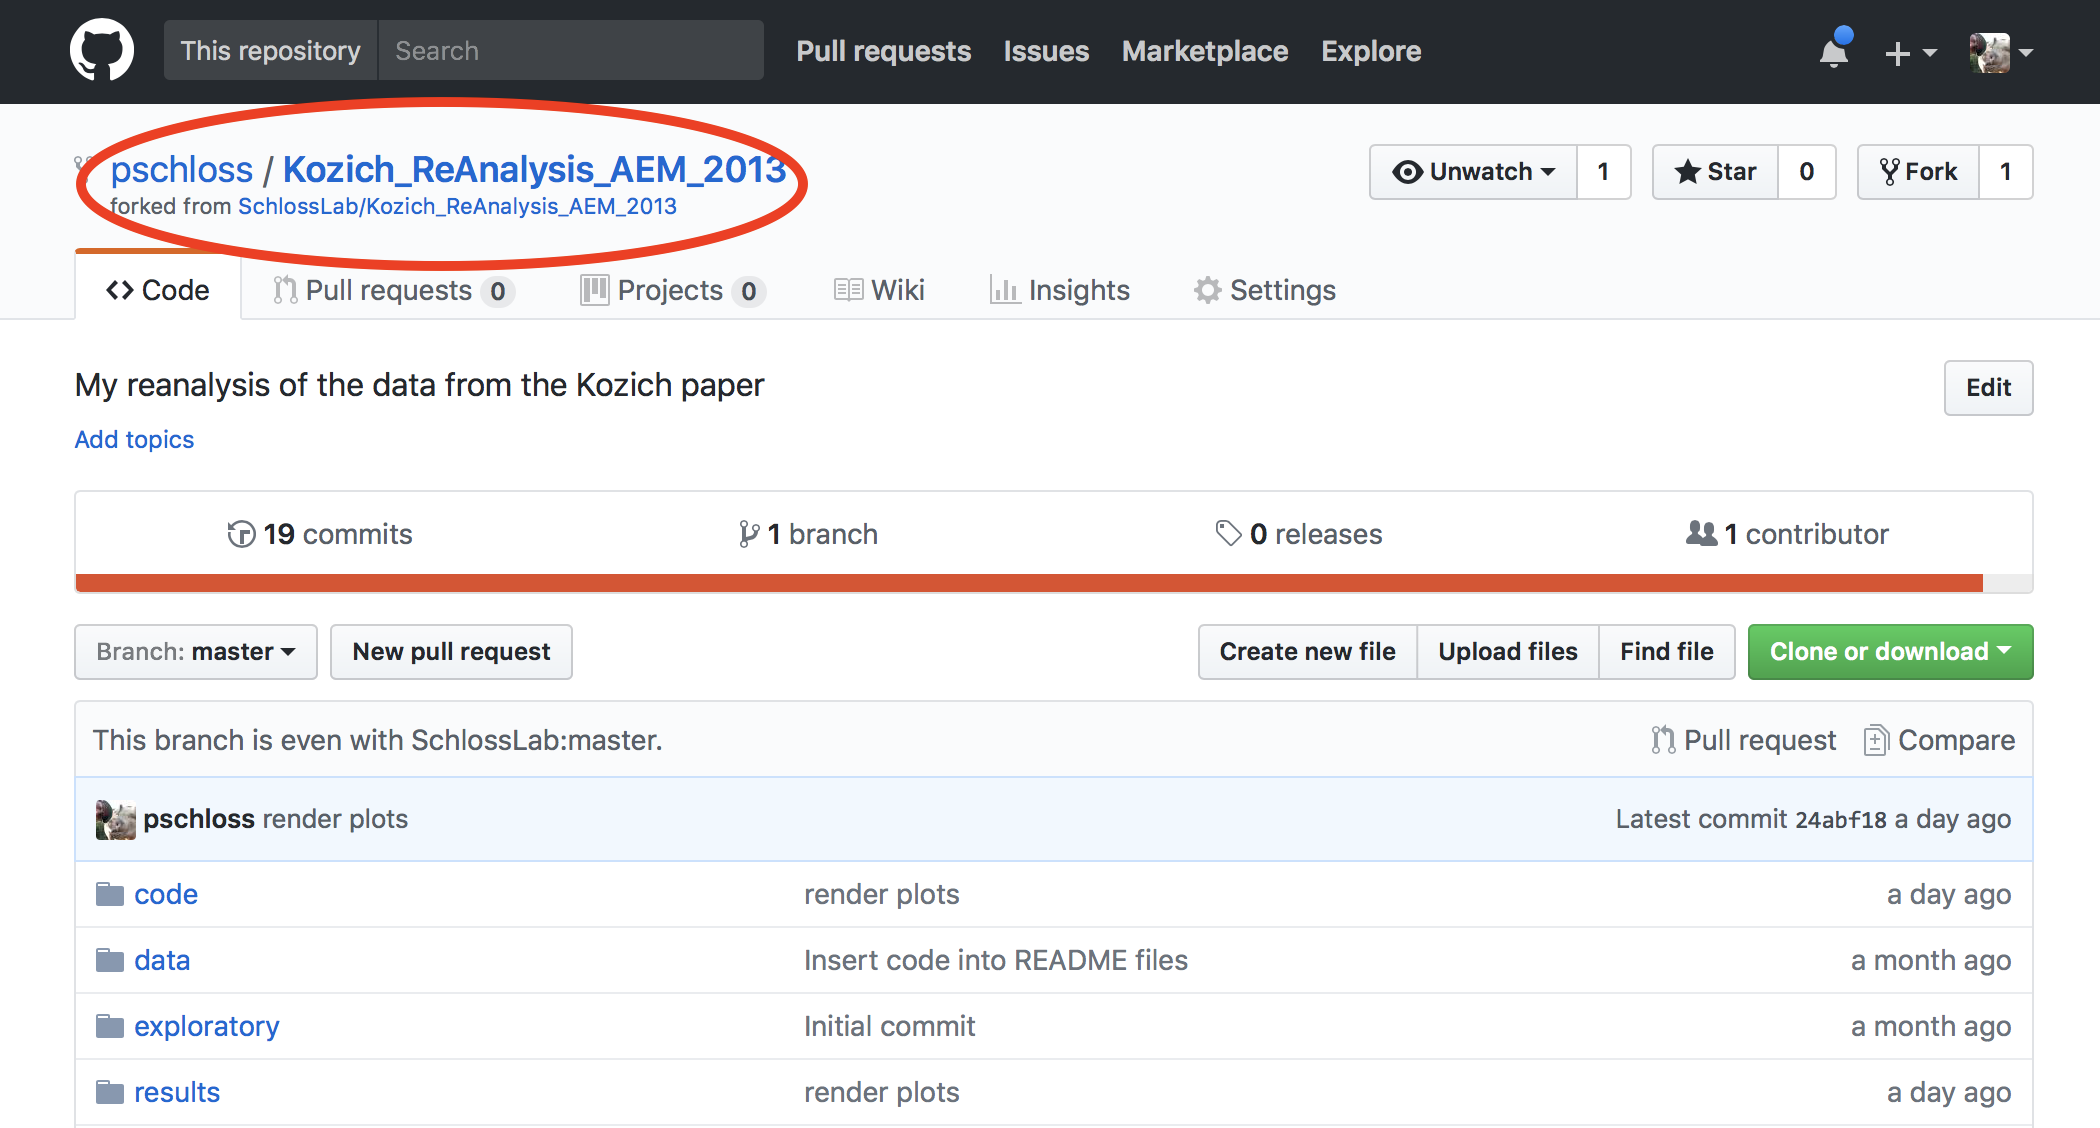 This repository Search Pull requests Issues Marketplace Explore
pschloss / Kozich_ReAnalysis_AEM_2013
forked from SchlossLab/Kozich_ReAnalysis_AEM_2013
Unwatch 1 Star 0 Fork 1
Code Pull requests 0 Projects 0 Wiki Insights Settings
My reanalysis of the data from the Kozich paper
Edit
Add topics
19 commits 1 branch 0 releases 1 contributor
Branch: master New pull request Create new file Upload files Find file Clone or download
This branch is even with SchlossLab:master. Pull request Compare
pschloss render plots Latest commit 24abf18 a day ago
code render plots a day ago
data Insert code into README files a month ago
exploratory Initial commit a month ago
results render plots a day ago